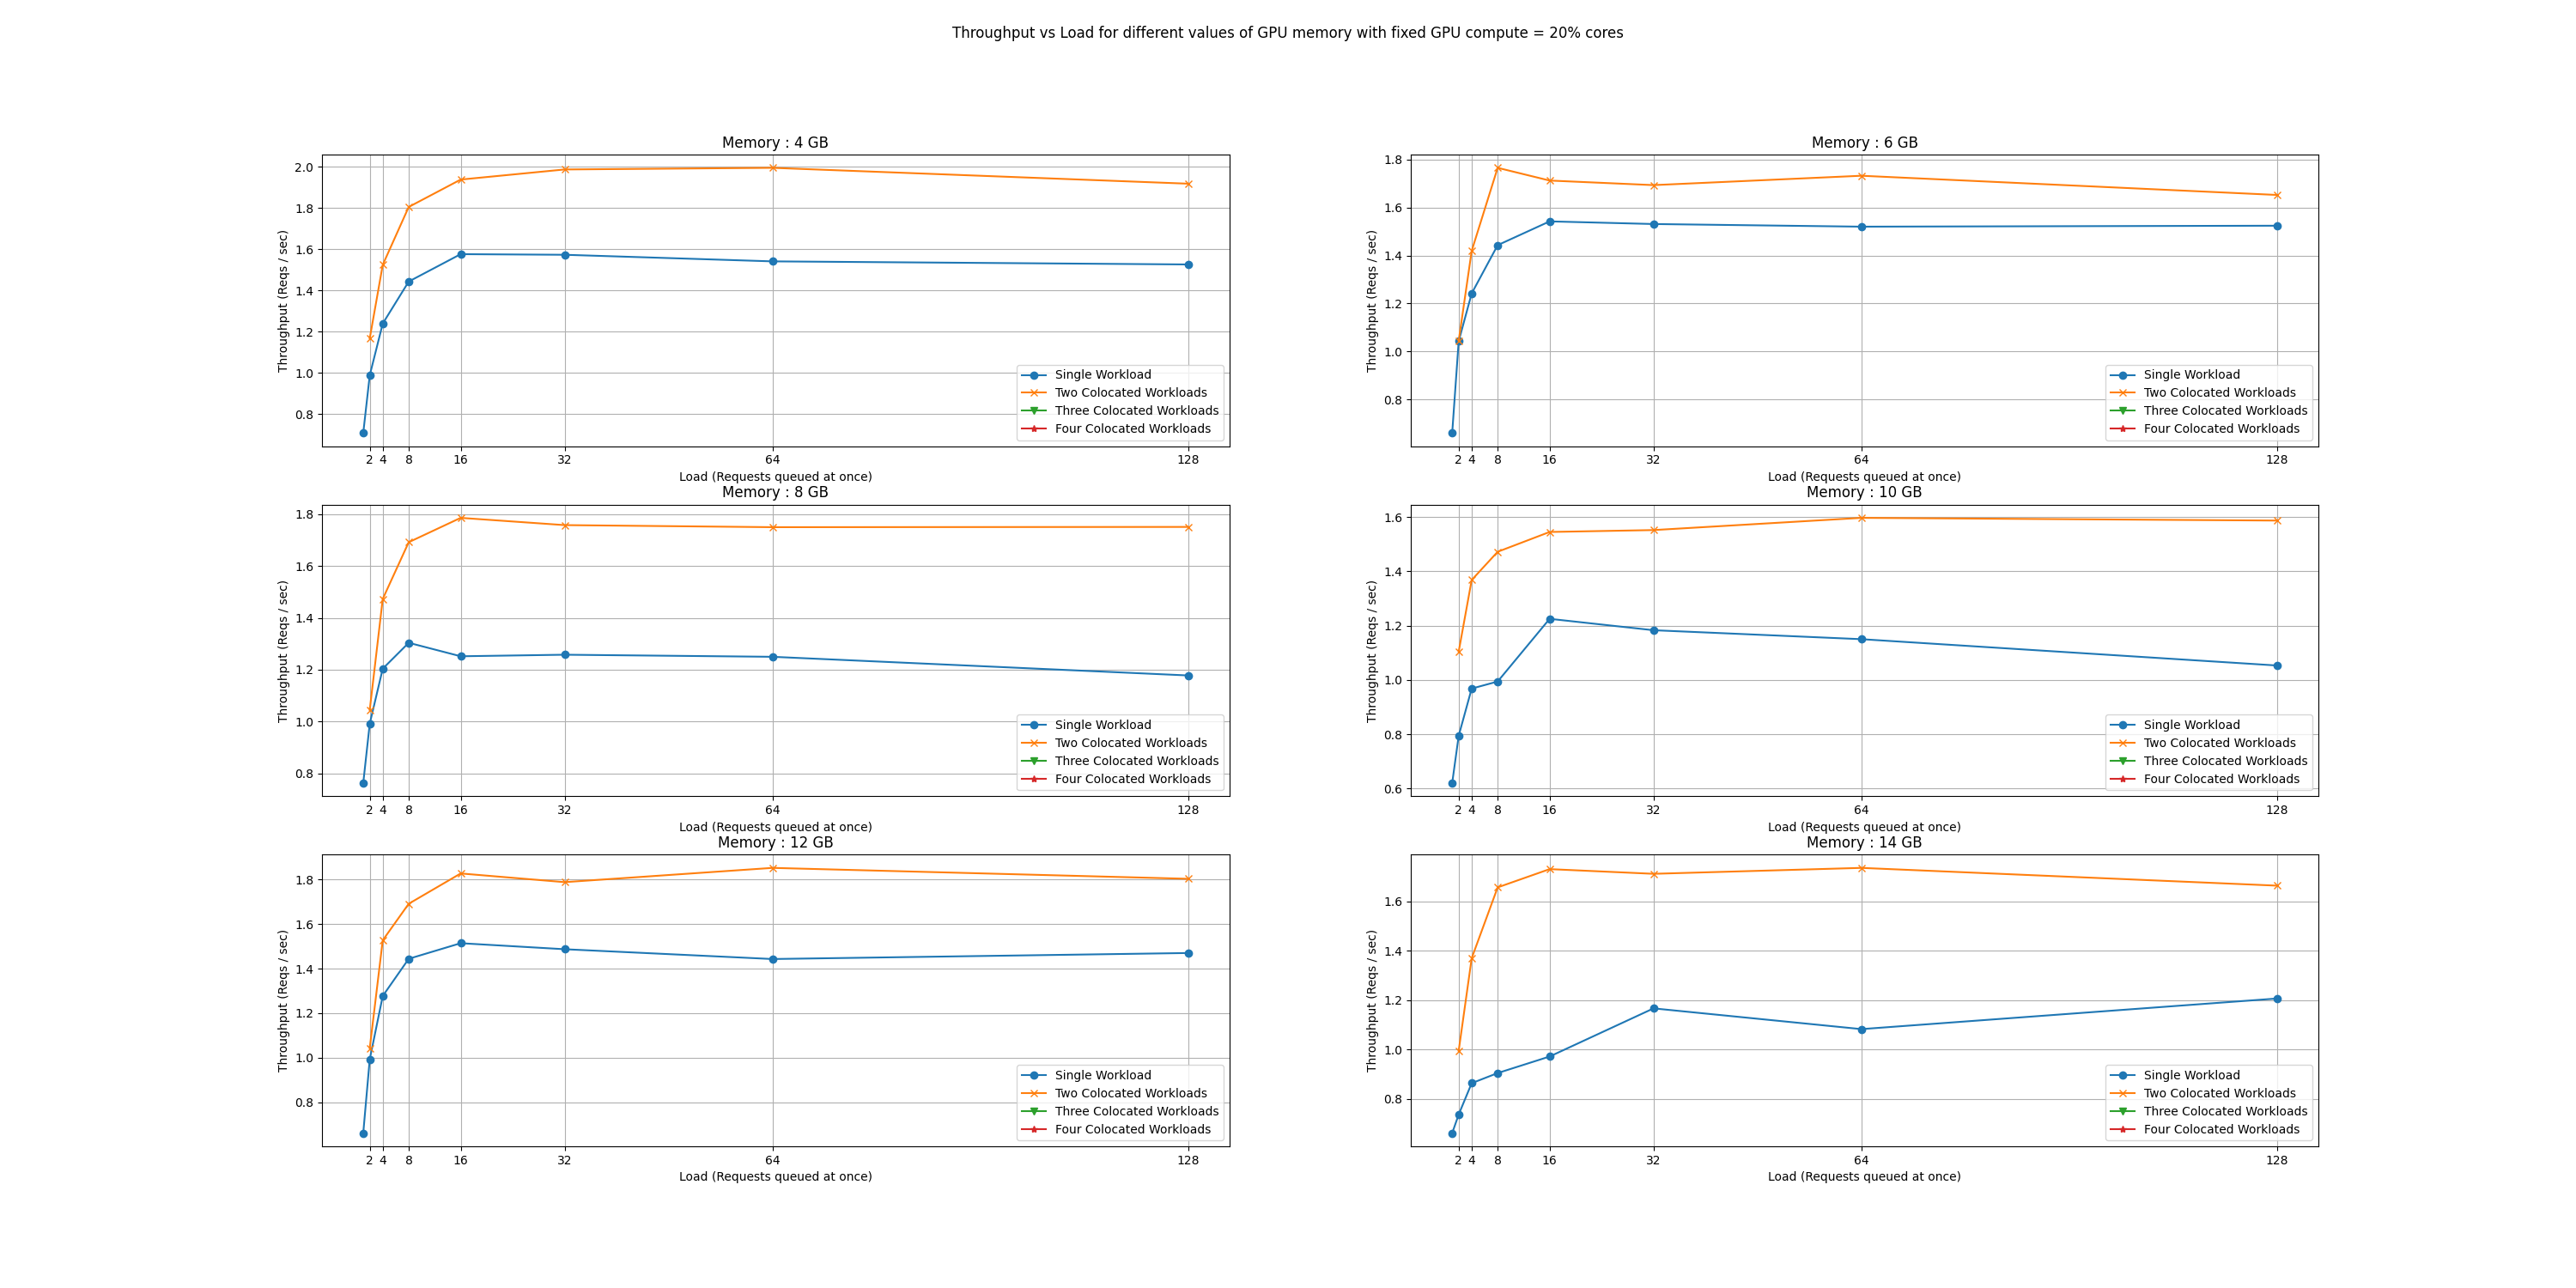 Throughput vs Load for different values of GPU memory with fixed GPU compute = 20% cores
Memory : 4 GB
Throughput (Reqs / sec)
2.0
1.8
1.6
1.4
1.2
1.0
0.8
Single Workload
Two Colocated Workloads
Three Colocated Workloads
Four Colocated Workloads
2 4 8 16 32 64 128
Load (Requests queued at once)
Memory : 6 GB
Throughput (Reqs / sec)
1.8
1.6
1.4
1.2
1.0
0.8
Single Workload
Two Colocated Workloads
Three Colocated Workloads
Four Colocated Workloads
2 4 8 16 32 64 128
Load (Requests queued at once)
Memory : 8 GB
Throughput (Reqs / sec)
1.8
1.6
1.4
1.2
1.0
0.8
Single Workload
Two Colocated Workloads
Three Colocated Workloads
Four Colocated Workloads
2 4 8 16 32 64 128
Load (Requests queued at once)
Memory : 10 GB
Throughput (Reqs / sec)
1.6
1.4
1.2
1.0
0.8
0.6
Single Workload
Two Colocated Workloads
Three Colocated Workloads
Four Colocated Workloads
2 4 8 16 32 64 128
Load (Requests queued at once)
Memory : 12 GB
Throughput (Reqs / sec)
1.8
1.6
1.4
1.2
1.0
0.8
Single Workload
Two Colocated Workloads
Three Colocated Workloads
Four Colocated Workloads
2 4 8 16 32 64 128
Load (Requests queued at once)
Memory : 14 GB
Throughput (Reqs / sec)
1.6
1.4
1.2
1.0
0.8
Single Workload
Two Colocated Workloads
Three Colocated Workloads
Four Colocated Workloads
2 4 8 16 32 64 128
Load (Requests queued at once)